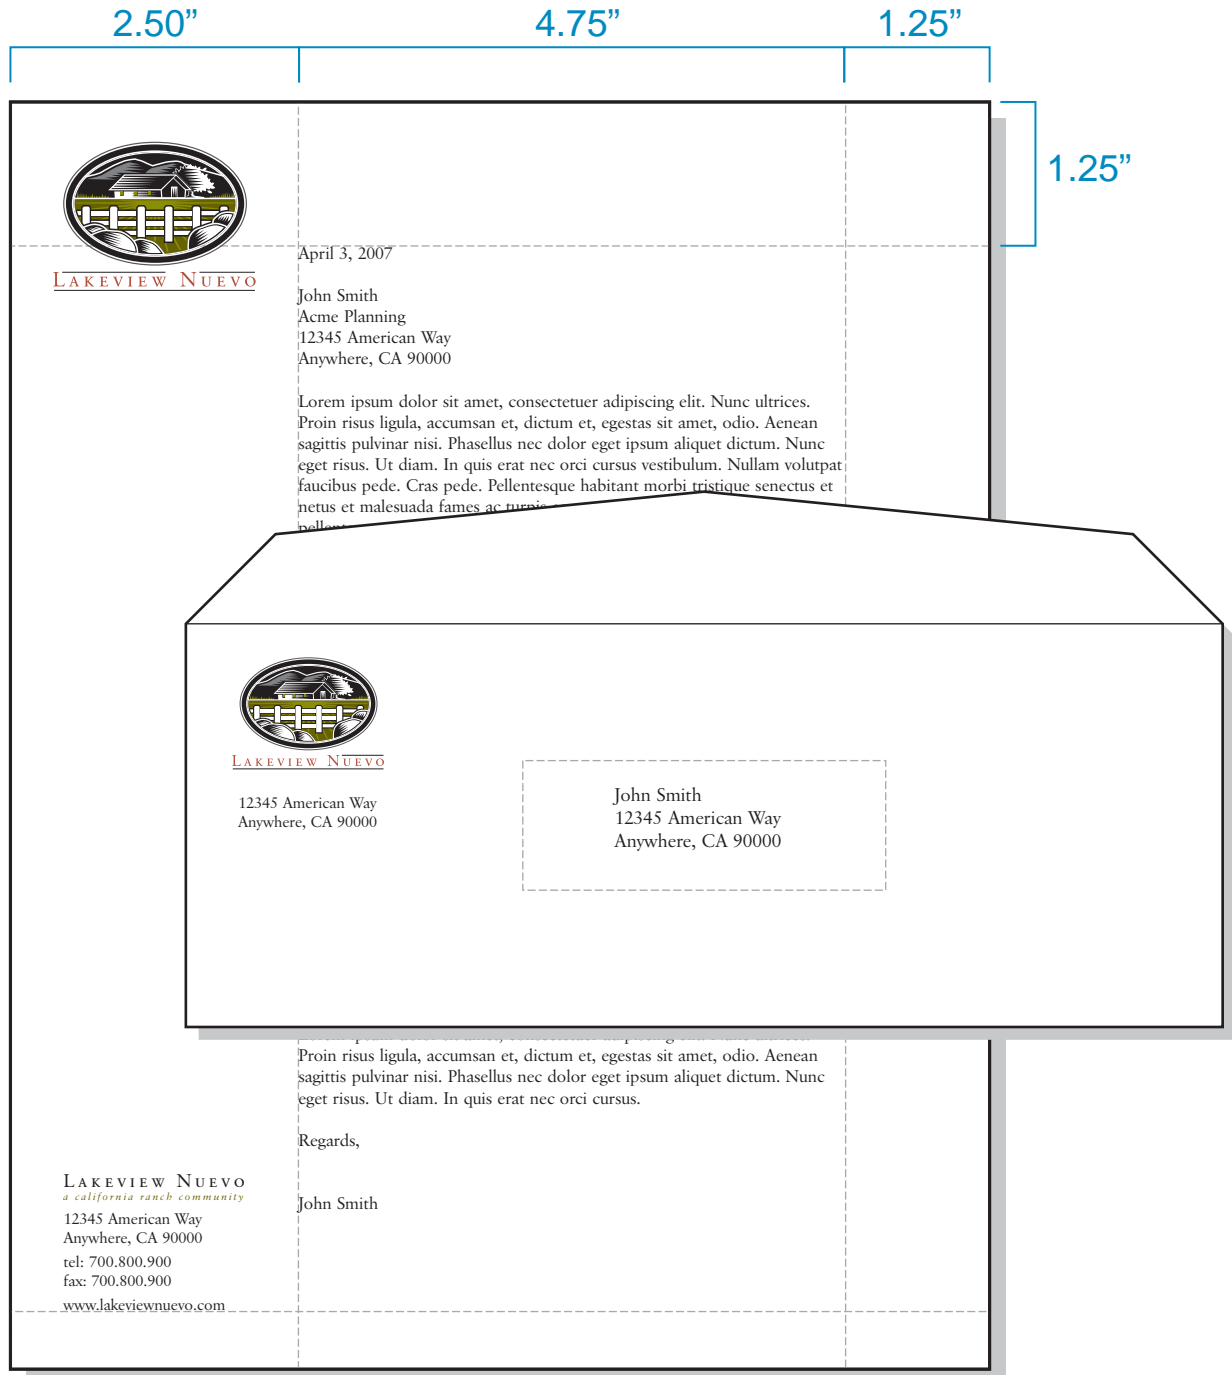 2.50” 4.75” 1.25”
1.25”
LAKEVIEW NUEVO
April 3, 2007
John Smith
Acme Planning
12345 American Way
Anywhere, CA 90000
Lorem ipsum dolor sit amet, consectetuer adipiscing elit. Nunc ultrices.
Proin risus ligula, accumsan et, dictum et, egestas sit amet, odio. Aenean
sagittis pulvinar nisi. Phasellus nec dolor eget ipsum aliquet dictum. Nunc
eget risus. Ut diam. In quis erat nec orci cursus vestibulum. Nullam volutpat
faucibus pede. Cras pede. Pellentesque habitant morbi tristique senectus et
netus et malesuada fames ac turpis
LAKEVIEW NUEVO
12345 American Way
Anywhere, CA 90000
John Smith
12345 American Way
Anywhere, CA 90000
Proin risus ligula, accumsan et, dictum et, egestas sit amet, odio. Aenean
sagittis pulvinar nisi. Phasellus nec dolor eget ipsum aliquet dictum. Nunc
eget risus. Ut diam. In quis erat nec orci cursus.
Regards,
John Smith
LAKEVIEW NUEVO
a california ranch community
12345 American Way
Anywhere, CA 90000
tel: 700.800.900
fax: 700.800.900
www.lakeviewnuevo.com